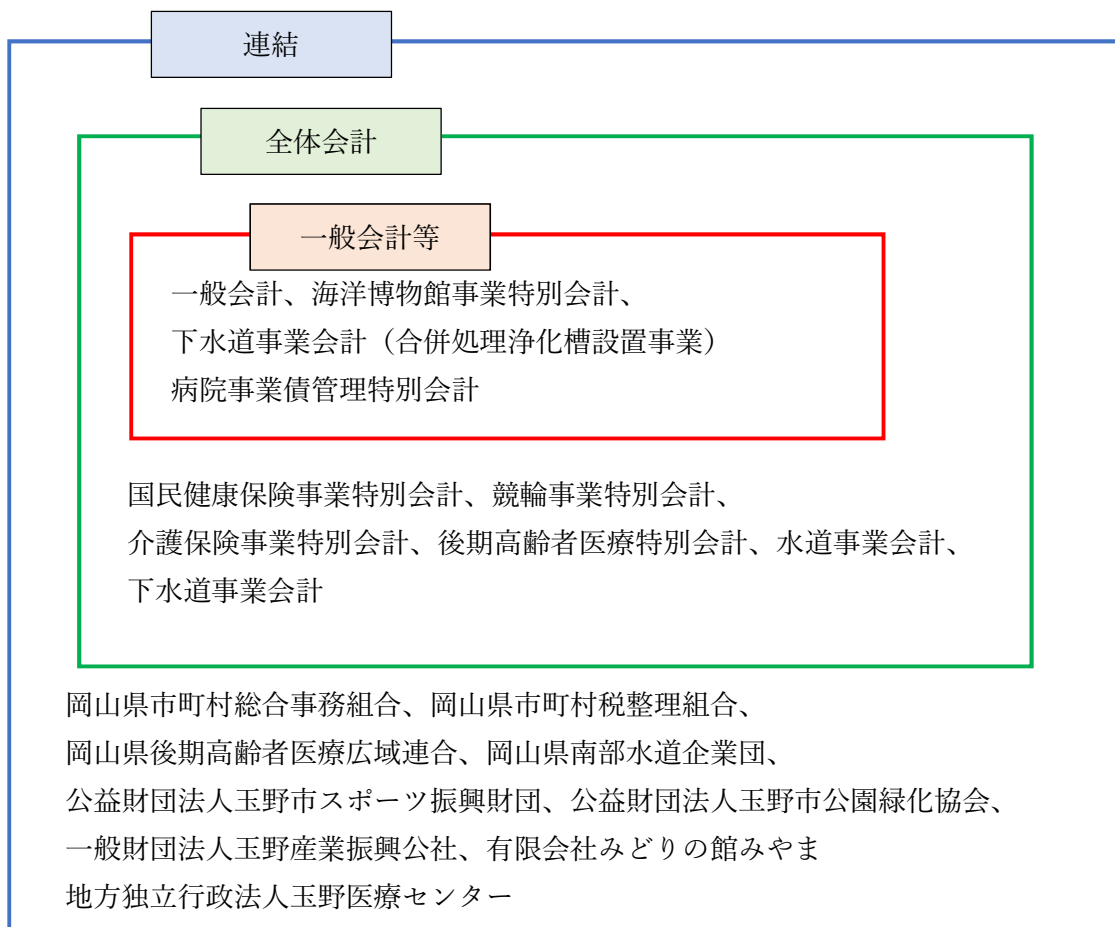 連結
全体会計
一般会計等
一般会計、海洋博物館事業特別会計、
下水道事業会計（合併処理浄化槽設置事業）
病院事業債管理特別会計
国民健康保険事業特別会計、競輪事業特別会計、
介護保険事業特別会計、後期高齢者医療特別会計、水道事業会計、
下水道事業会計
岡山県市町村総合事務組合、岡山県市町村税整理組合、
岡山県後期高齢者医療広域連合、岡山県南部水道企業団、
公益財団法人玉野市スポーツ振興財団、公益財団法人玉野市公園緑化協会、
一般財団法人玉野産業振興公社、有限会社みどりの館みやま
地方独立行政法人玉野医療センター